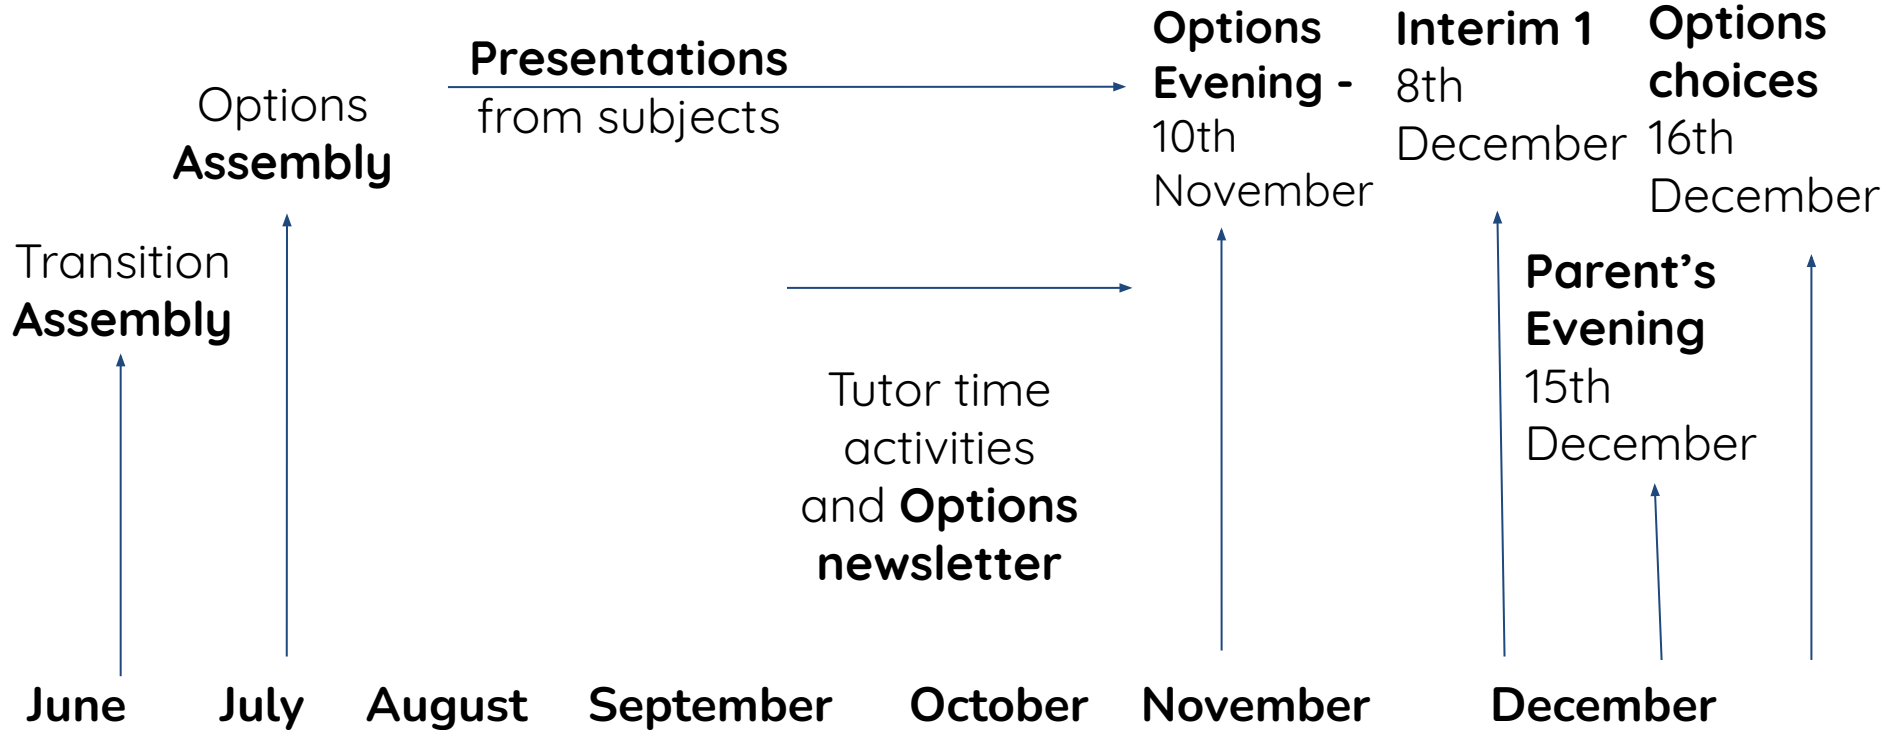 Transition
Assembly
Options
Assembly
Presentations
from subjects
Tutor time
activities
and Options
newsletter
Options
Evening -
10th
November
Interim 1
8th
December
Parent’s
Evening
15th
December
Options
choices
16th
December
June July August September October November December